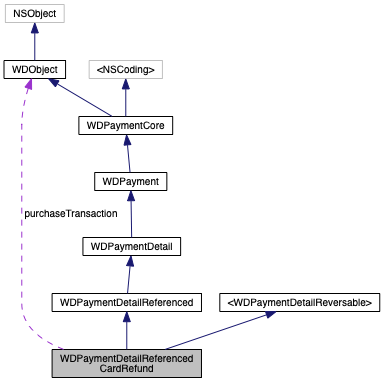 NSObject
WDObject
<NSCoding>
WDPaymentCore
WDPayment
purchaseTransaction
WDPaymentDetail
WDPaymentDetailReferenced
<WDPaymentDetailReversable>
WDPaymentDetailReferenced
CardRefund